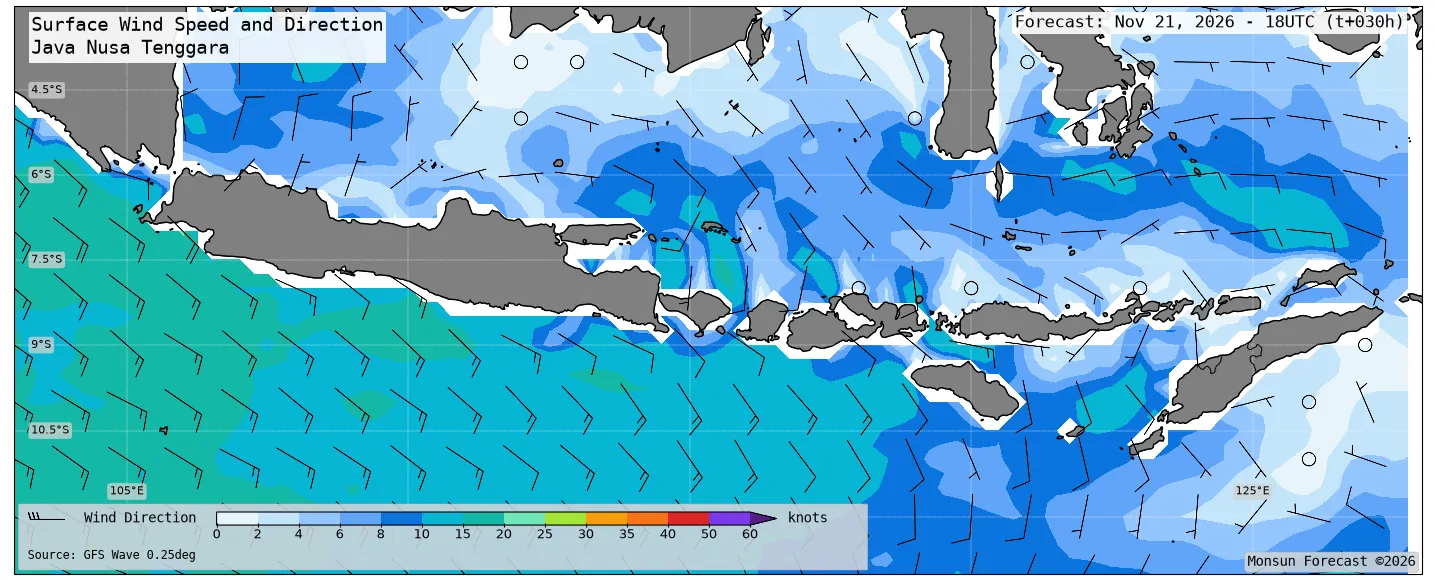 Surface Wind Speed and Direction
Java Nusa Tenggara
Forecast: Nov 21, 2026 - 18UTC (t+030h)
4.5°S
6°S
7.5°S
9°S
10.5°S
105°E
125°E
Wind Direction
knots
0 2 4 6 8 10 15 20 25 30 35 40 50 60
Source: GFS Wave 0.25deg
Monsun Forecast ©2026